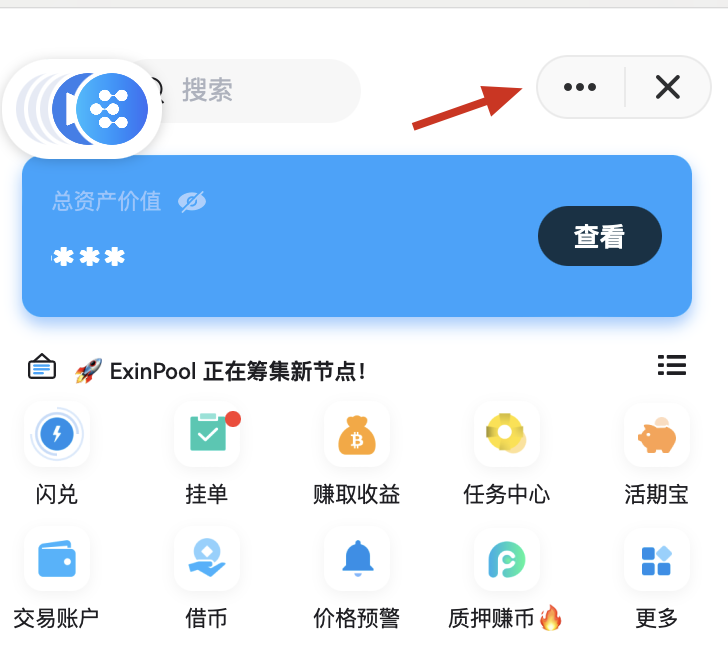 搜索
总资产价值
***
查看
🚀 ExinPool 正在筹集新节点！
闪兑 挂单 赚取收益 任务中心 活期宝
交易账户 借币 价格预警 质押赚币🔥 更多